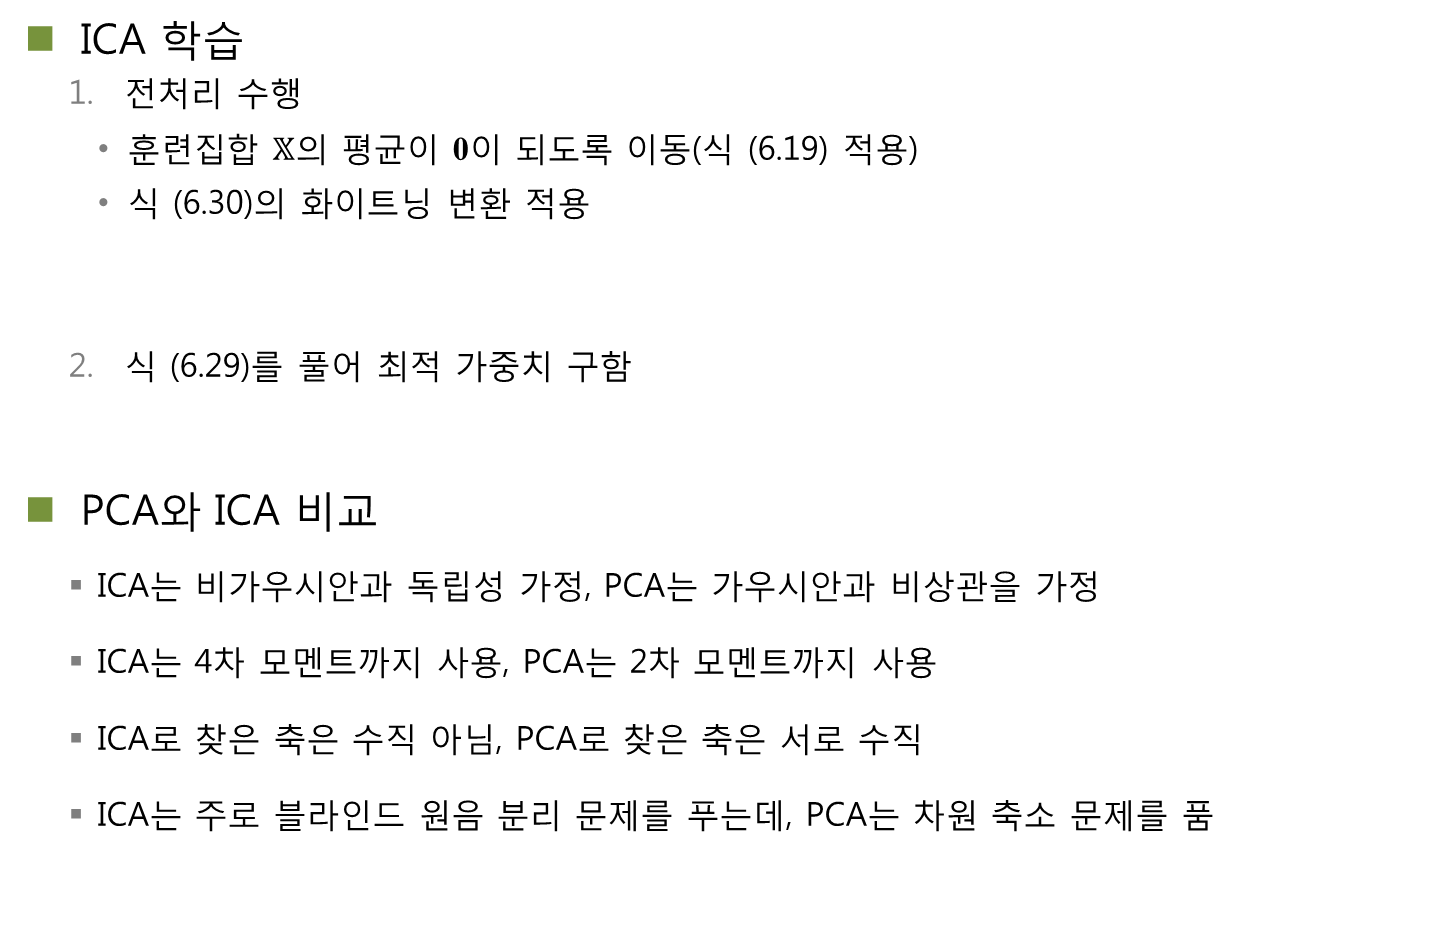 ■ ICA 학습
1. 전처리 수행
• 훈련집합 𝕏의 평균이 𝟎이 되도록 이동(식 (6.19) 적용)
• 식 (6.30)의 화이트닝 변환 적용
2. 식 (6.29)를 풀어 최적 가중치 구함
■ PCA와 ICA 비교
▪ ICA는 비가우시안과 독립성 가정, PCA는 가우시안과 비상관을 가정
▪ ICA는 4차 모멘트까지 사용, PCA는 2차 모멘트까지 사용
▪ ICA로 찾은 축은 수직 아님, PCA로 찾은 축은 서로 수직
▪ ICA는 주로 블라인드 원음 분리 문제를 푸는데, PCA는 차원 축소 문제를 품